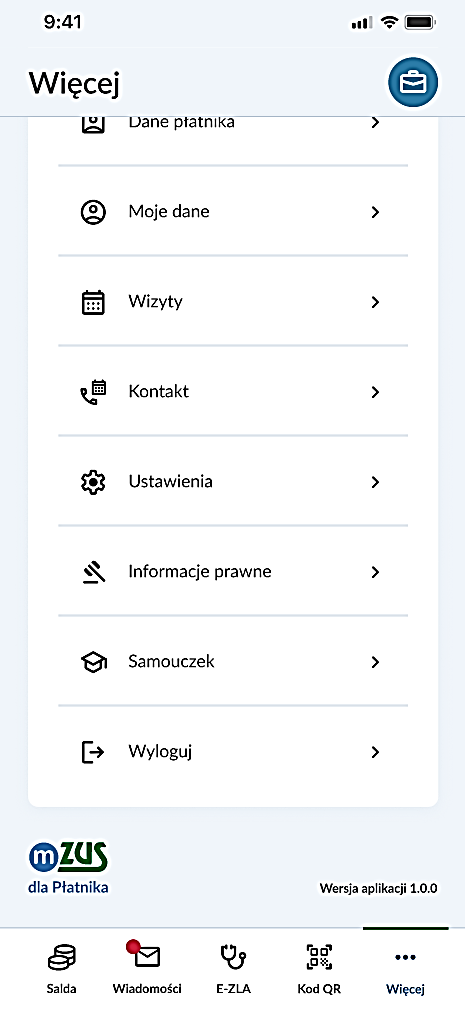 9:41
Więcej
Dane płatnika
Moje dane
Wizyty
Kontakt
Ustawienia
Informacje prawne
Samouczek
Wyloguj
mZUS
dla Płatnika
Wersja aplikacji 1.0.0
Salda
Wiadomości
E-ZLA
Kod QR
Więcej